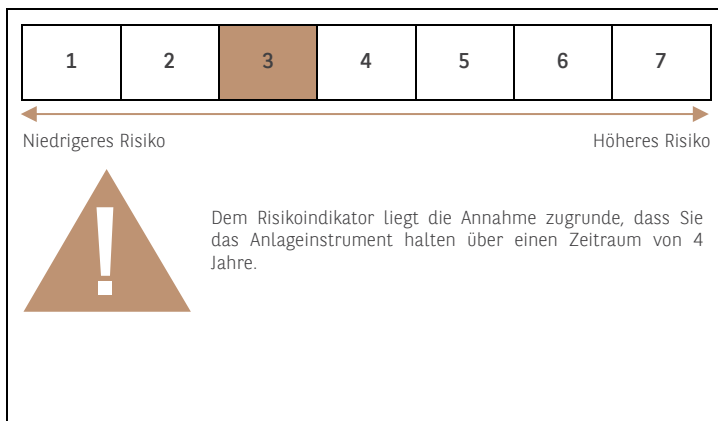 1 2 3 4 5 6 7
Niedrigeres Risiko Höheres Risiko
!
Dem Risikoindikator liegt die Annahme zugrunde, dass Sie
das Anlageinstrument halten über einen Zeitraum von 4
Jahre.